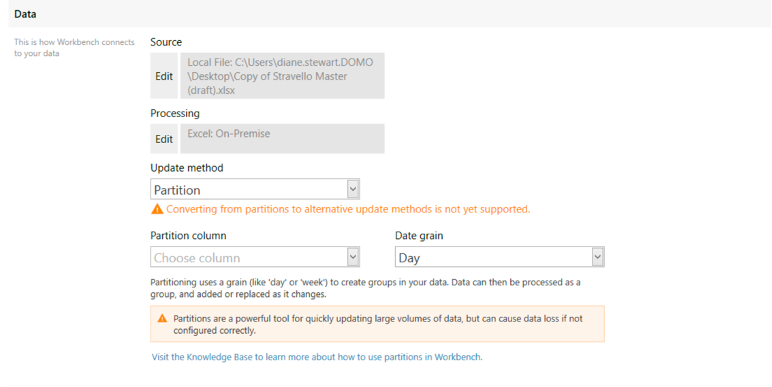 Data
This is how Workbench connects
to your data
Source
Edit
Local File: C:\Users\diane.stewart.DOMO
\Desktop\Copy of Stravello Master
(draft).xlsx
Processing
Edit
Excel: On-Premise
Update method
Partition
Converting from partitions to alternative update methods is not yet supported.
Partition column
Date grain
Choose column
Day
Partitioning uses a grain (like 'day' or 'week') to create groups in your data. Data can then be processed as a
group, and added or replaced as it changes.
Partitions are a powerful tool for quickly updating large volumes of data, but can cause data loss if not
configured correctly.
Visit the Knowledge Base to learn more about how to use partitions in Workbench.